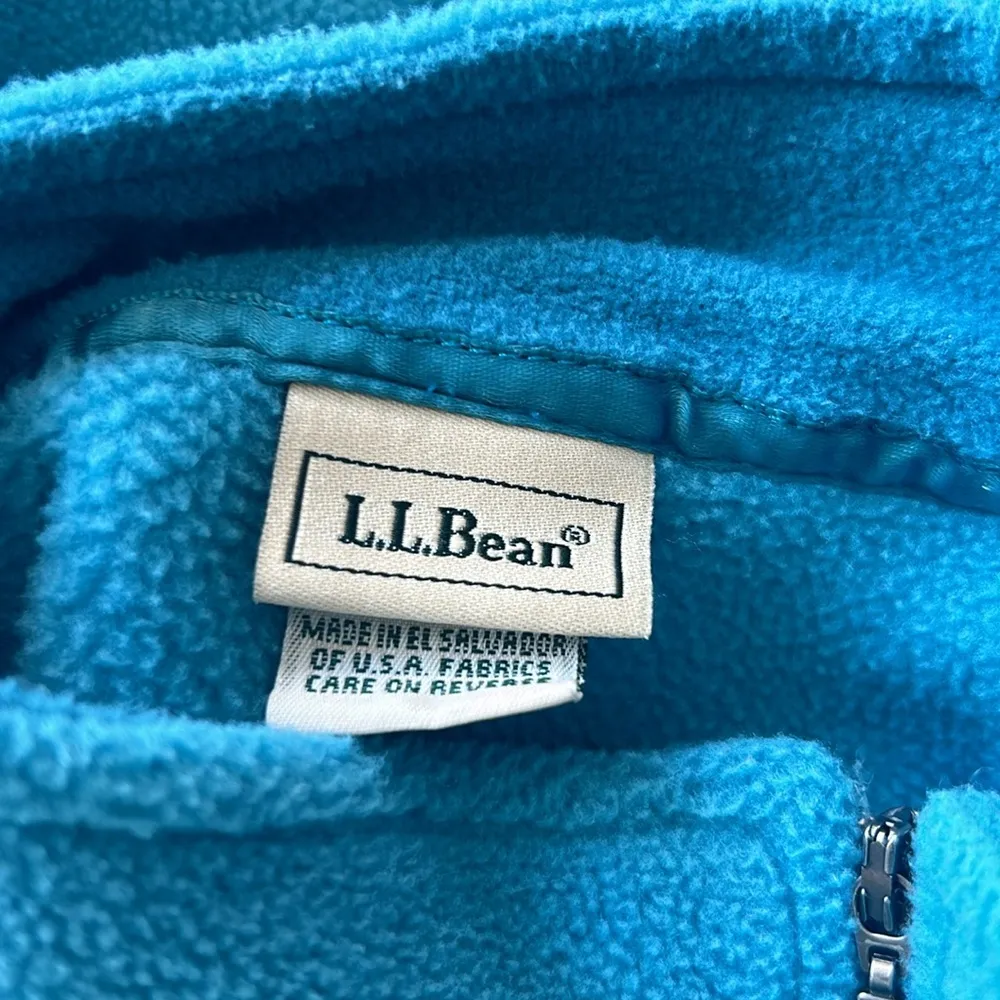 L.L.Bean®
MADE IN EL SALVADOR
OF U.S.A. FABRICS
CARE ON REVERSE